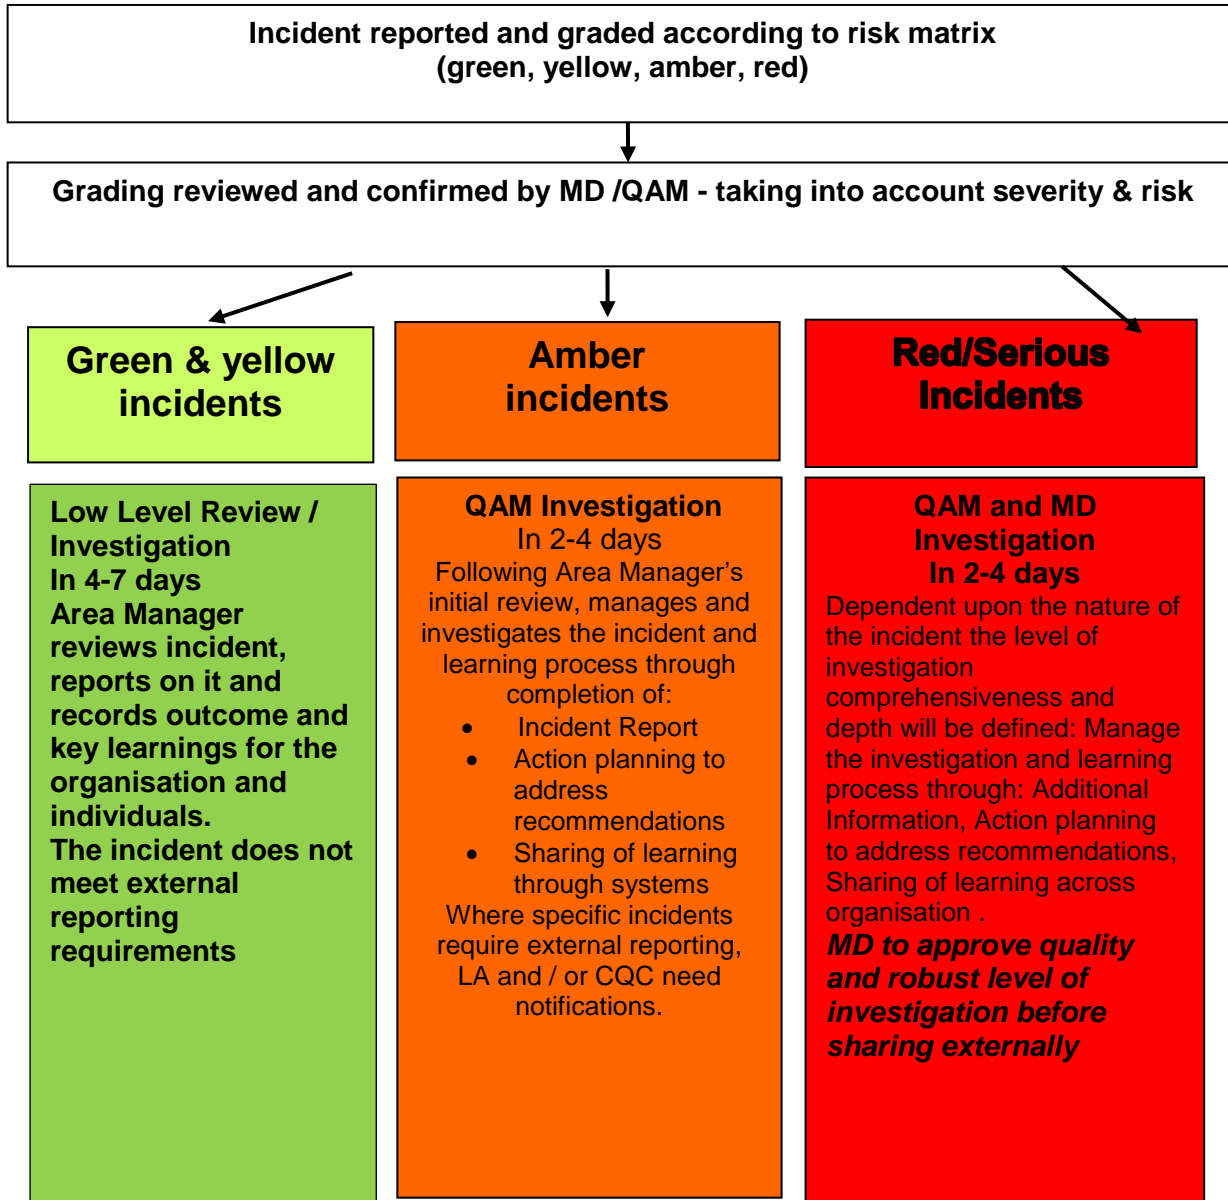 Incident reported and graded according to risk matrix
(green, yellow, amber, red)
Grading reviewed and confirmed by MD /QAM - taking into account severity & risk
Green & yellow
incidents
Low Level Review /
Investigation
In 4-7 days
Area Manager
reviews incident,
reports on it and
records outcome and
key learnings for the
organisation and
individuals.
The incident does not
meet external
reporting
requirements
Amber
incidents
QAM Investigation
In 2-4 days
Following Area Manager’s
initial review, manages and
investigates the incident and
learning process through
completion of:
• Incident Report
• Action planning to
address
recommendations
• Sharing of learning
through systems
Where specific incidents
require external reporting,
LA and / or CQC need
notifications.
Red/Serious
Incidents
QAM and MD
Investigation
In 2-4 days
Dependent upon the nature of
the incident the level of
investigation
comprehensiveness and
depth will be defined: Manage
the investigation and learning
process through: Additional
Information, Action planning
to address recommendations,
Sharing of learning across
organisation .
MD to approve quality
and robust level of
investigation before
sharing externally